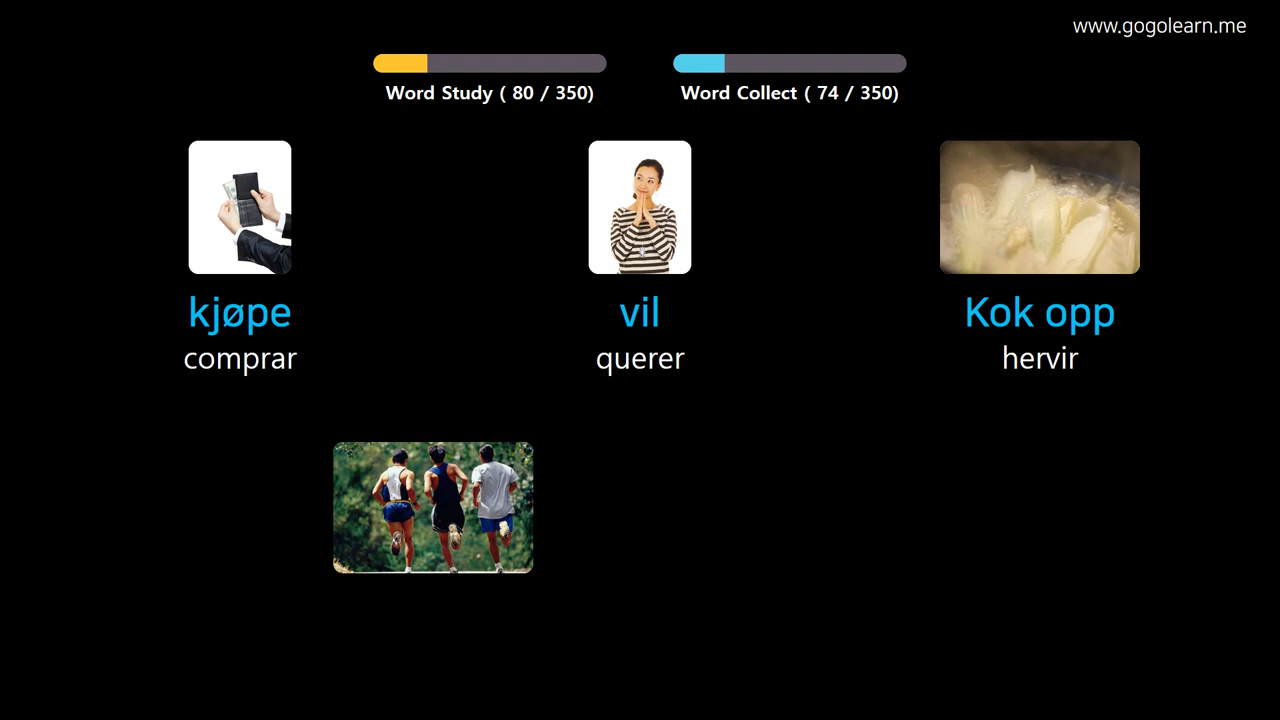 www.gogolearn.me
Word Study ( 80 / 350)
Word Collect ( 74 / 350)
kjøpe
comprar
vil
querer
Kok opp
hervir